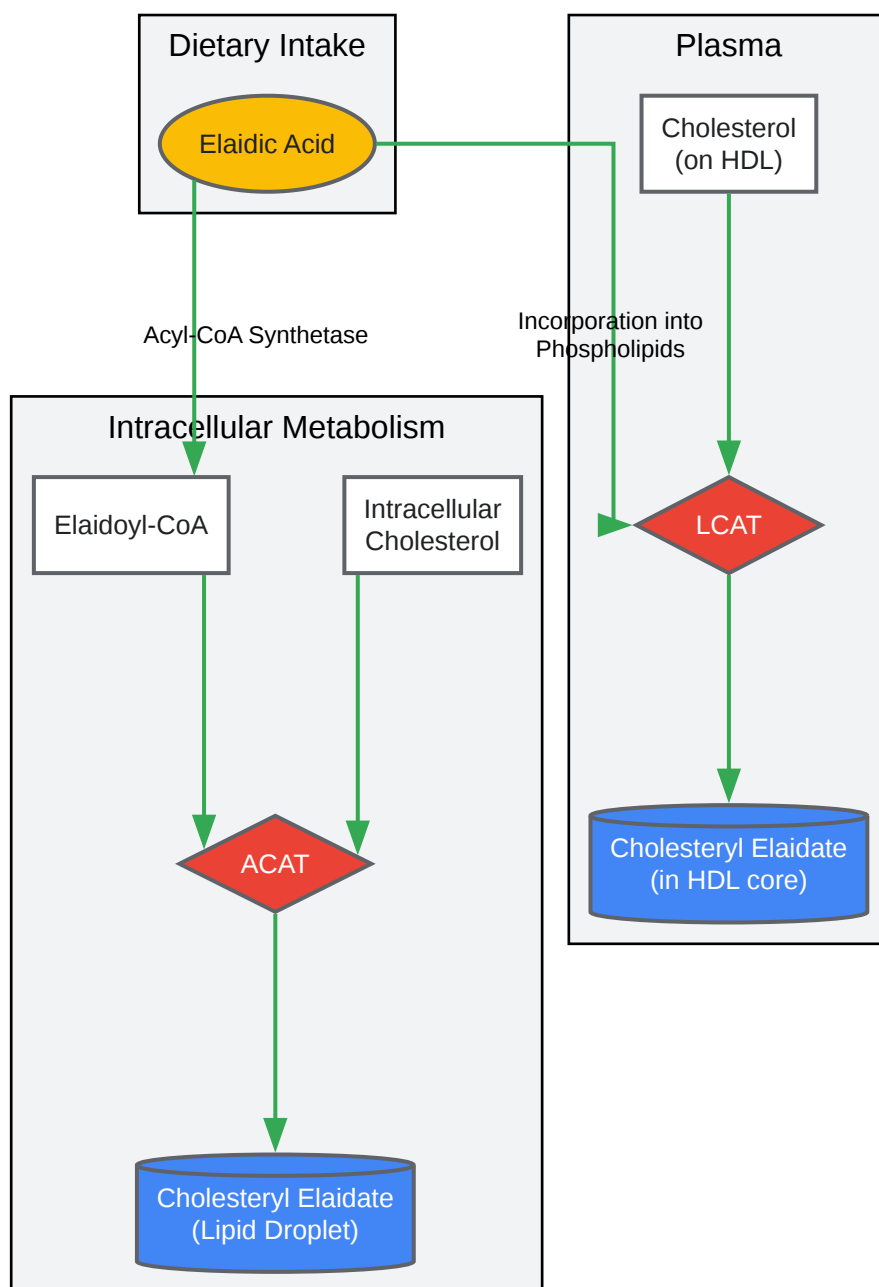 Dietary Intake
Elaidic Acid
Plasma
Cholesterol
(on HDL)
Acyl-CoA Synthetase
Incorporation into
Phospholipids
Intracellular Metabolism
Elaidoyl-CoA
Intracellular
Cholesterol
LCAT
ACAT
Cholesteryl Elaidate
(in HDL core)
Cholesteryl Elaidate
(Lipid Droplet)